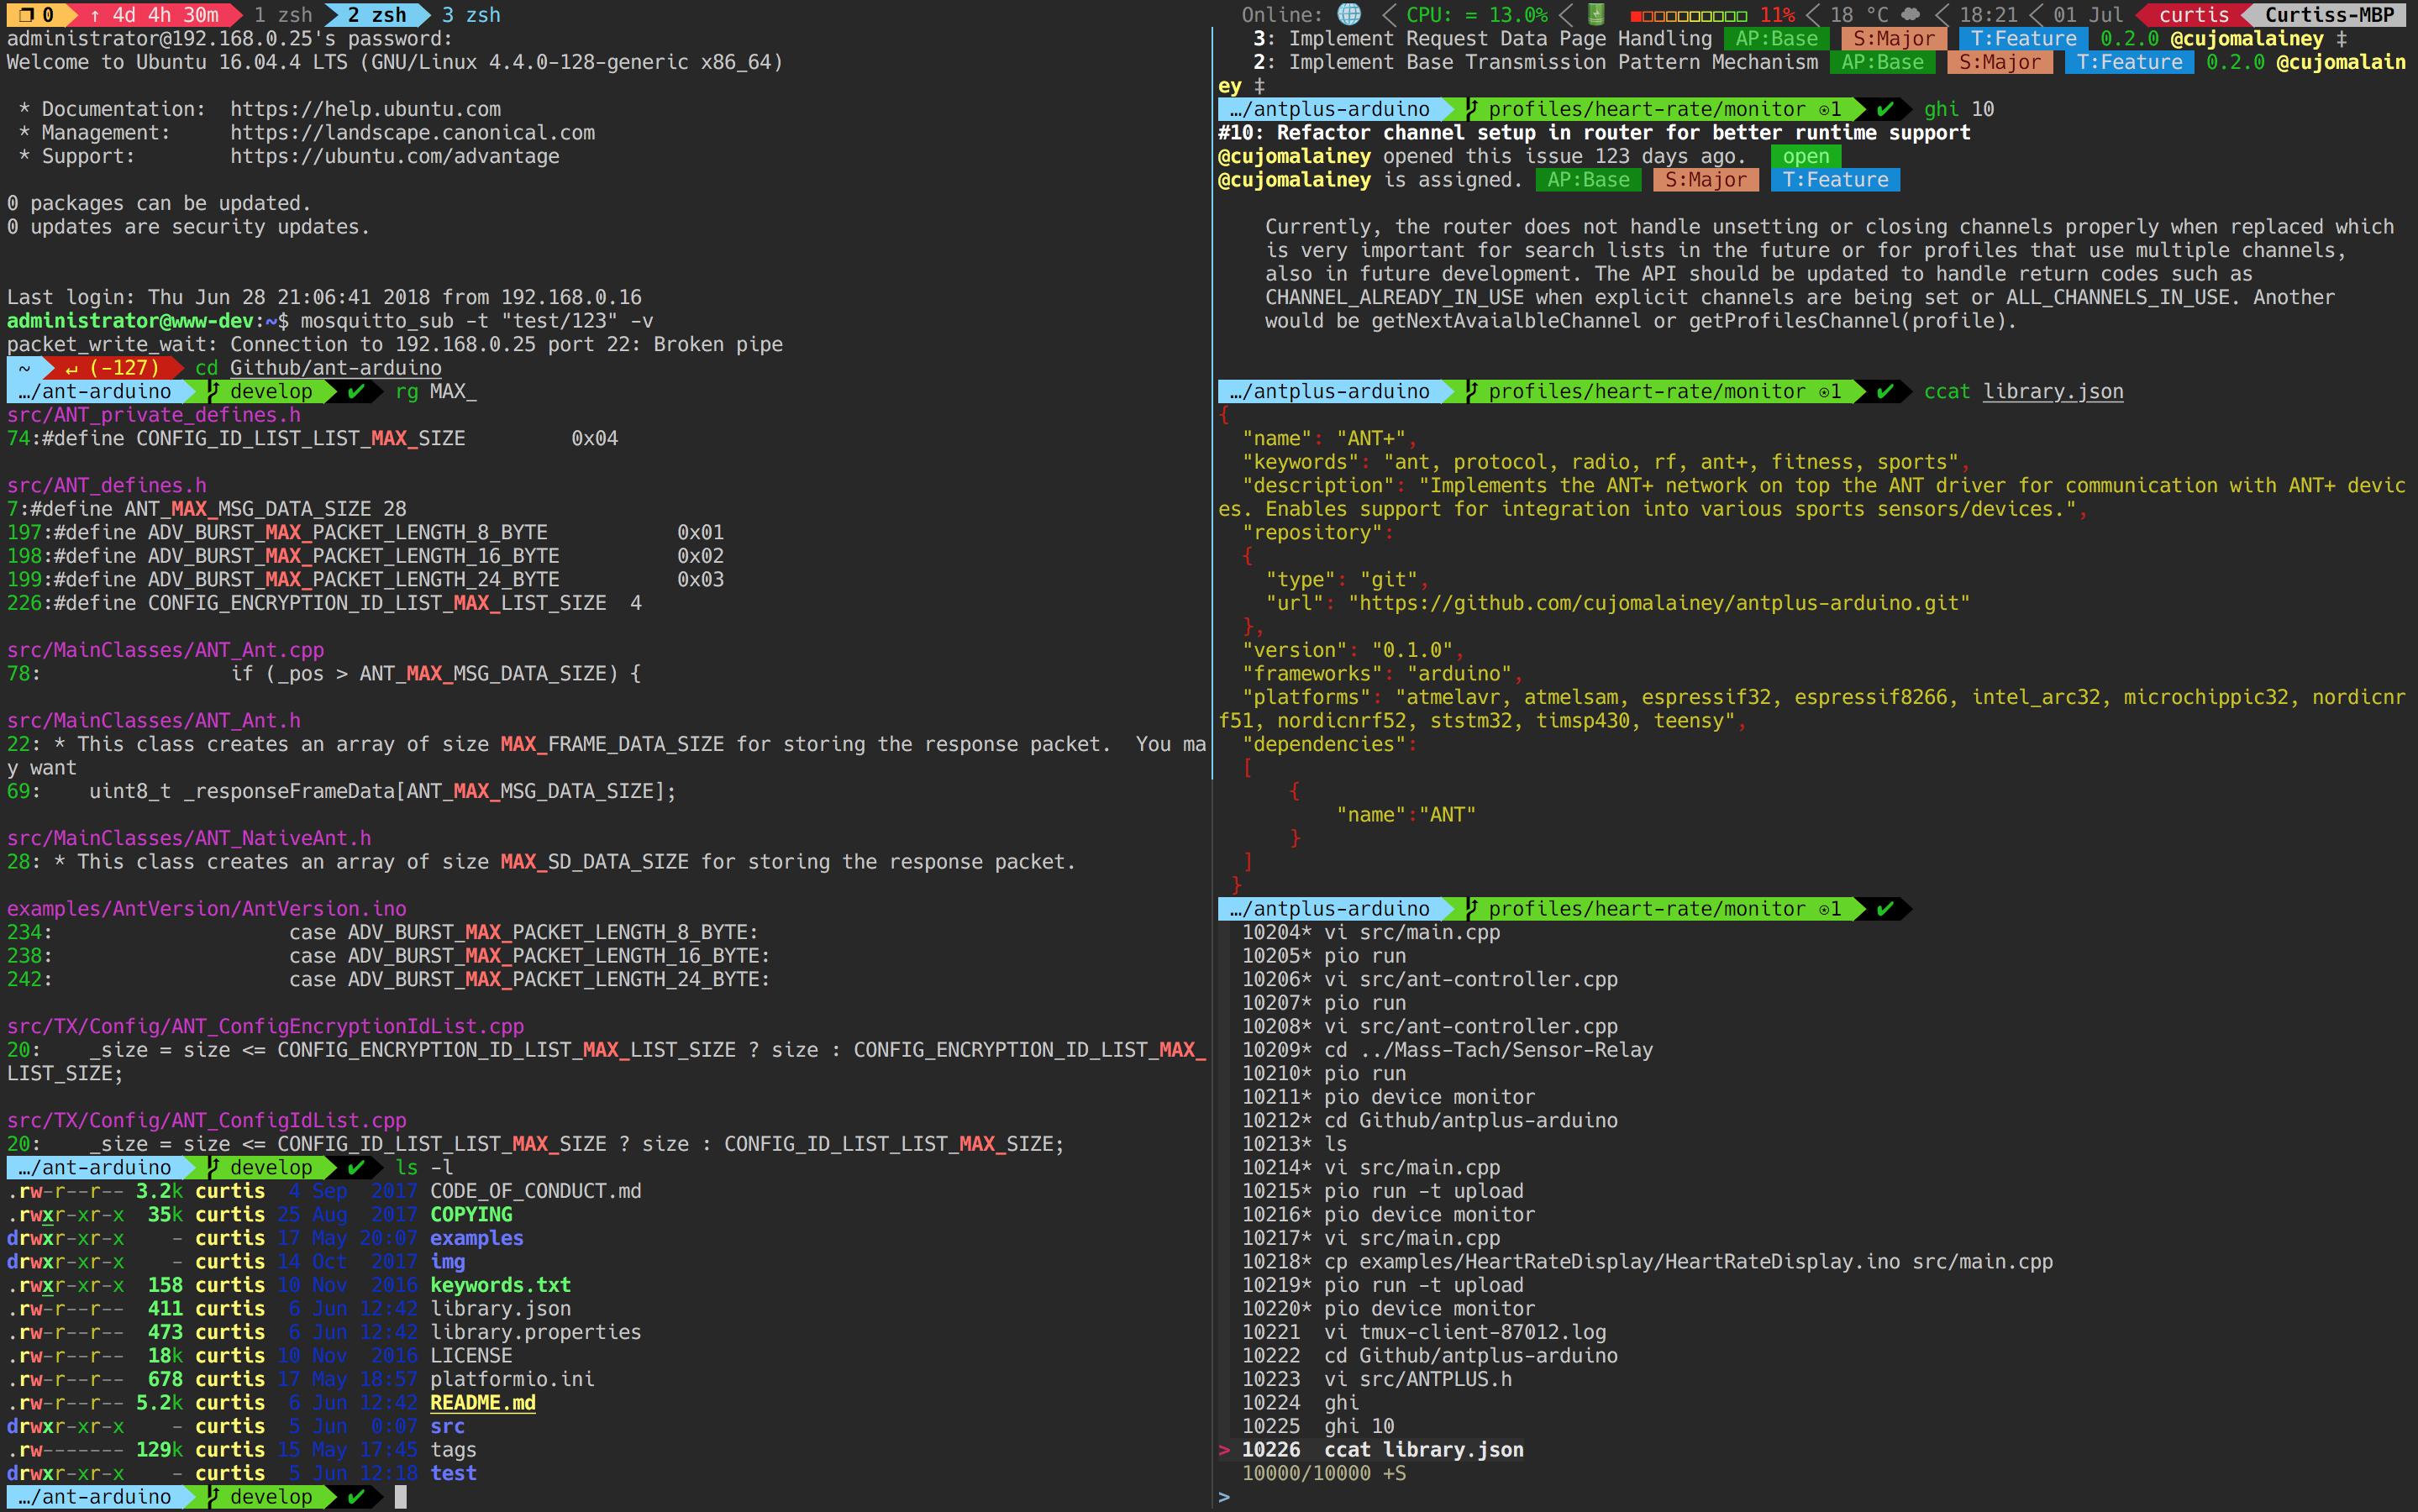 0 ↑ 4d 4h 30m 1 zsh 2 zsh 3 zsh
Online: CPU: = 13.0% 11% 18 °C 18:21 01 Jul curtis Curtiss-MBP
administrator@192.168.0.25's password:
Welcome to Ubuntu 16.04.4 LTS (GNU/Linux 4.4.0-128-generic x86_64)
* Documentation: https://help.ubuntu.com
* Management: https://landscape.canonical.com
* Support: https://ubuntu.com/advantage
0 packages can be updated.
0 updates are security updates.
Last login: Thu Jun 28 21:06:41 2018 from 192.168.0.16
administrator@www-dev:~$ mosquitto_sub -t "test/123" -v
packet_write_wait: Connection to 192.168.0.25 port 22: Broken pipe
~ ↵ (-127) cd Github/ant-arduino
…/ant-arduino develop ✔ rg MAX_
src/ANT_private_defines.h
74:#define CONFIG_ID_LIST_LIST_MAX_SIZE 0x04
src/ANT_defines.h
7:#define ANT_MAX_MSG_DATA_SIZE 28
197:#define ADV_BURST_MAX_PACKET_LENGTH_8_BYTE 0x01
198:#define ADV_BURST_MAX_PACKET_LENGTH_16_BYTE 0x02
199:#define ADV_BURST_MAX_PACKET_LENGTH_24_BYTE 0x03
226:#define CONFIG_ENCRYPTION_ID_LIST_MAX_LIST_SIZE 4
src/MainClasses/ANT_Ant.cpp
78: if (_pos > ANT_MAX_MSG_DATA_SIZE) {
src/MainClasses/ANT_Ant.h
22: * This class creates an array of size MAX_FRAME_DATA_SIZE for storing the response packet. You ma
y want
69: uint8_t _responseFrameData[ANT_MAX_MSG_DATA_SIZE];
src/MainClasses/ANT_NativeAnt.h
28: * This class creates an array of size MAX_SD_DATA_SIZE for storing the response packet.
examples/AntVersion/AntVersion.ino
234: case ADV_BURST_MAX_PACKET_LENGTH_8_BYTE:
238: case ADV_BURST_MAX_PACKET_LENGTH_16_BYTE:
242: case ADV_BURST_MAX_PACKET_LENGTH_24_BYTE:
src/TX/Config/ANT_ConfigEncryptionIdList.cpp
20: _size = size <= CONFIG_ENCRYPTION_ID_LIST_MAX_LIST_SIZE ? size : CONFIG_ENCRYPTION_ID_LIST_MAX_
LIST_SIZE;
src/TX/Config/ANT_ConfigIdList.cpp
20: _size = size <= CONFIG_ID_LIST_LIST_MAX_SIZE ? size : CONFIG_ID_LIST_LIST_MAX_SIZE;
…/ant-arduino develop ✔ ls -l
.rw-r--r-- 3.2k curtis 4 Sep 2017 CODE_OF_CONDUCT.md
.rwxr-xr-x 35k curtis 25 Aug 2017 COPYING
drwxr-xr-x - curtis 17 May 20:07 examples
drwxr-xr-x - curtis 14 Oct 2017 img
.rwxr-xr-x 158 curtis 10 Nov 2016 keywords.txt
.rw-r--r-- 411 curtis 6 Jun 12:42 library.json
.rw-r--r-- 473 curtis 6 Jun 12:42 library.properties
.rw-r--r-- 18k curtis 10 Nov 2016 LICENSE
.rw-r--r-- 678 curtis 17 May 18:57 platformio.ini
.rw-r--r-- 5.2k curtis 6 Jun 12:42 README.md
drwxr-xr-x - curtis 5 Jun 0:07 src
.rw------- 129k curtis 15 May 17:45 tags
drwxr-xr-x - curtis 5 Jun 12:18 test
…/ant-arduino develop ✔
3: Implement Request Data Page Handling AP:Base S:Major T:Feature 0.2.0 @cujomalainey ‡
2: Implement Base Transmission Pattern Mechanism AP:Base S:Major T:Feature 0.2.0 @cujomalain
ey ‡
…/antplus-arduino profiles/heart-rate/monitor ⊙1 ✔ ghi 10
#10: Refactor channel setup in router for better runtime support
@cujomalainey opened this issue 123 days ago. open
@cujomalainey is assigned. AP:Base S:Major T:Feature
Currently, the router does not handle unsetting or closing channels properly when replaced which
is very important for search lists in the future or for profiles that use multiple channels,
also in future development. The API should be updated to handle return codes such as
CHANNEL_ALREADY_IN_USE when explicit channels are being set or ALL_CHANNELS_IN_USE. Another
would be getNextAvaialbleChannel or getProfilesChannel(profile).
…/antplus-arduino profiles/heart-rate/monitor ⊙1 ✔ ccat library.json
{
"name": "ANT+",
"keywords": "ant, protocol, radio, rf, ant+, fitness, sports",
"description": "Implements the ANT+ network on top the ANT driver for communication with ANT+ devic
es. Enables support for integration into various sports sensors/devices.",
"repository":
{
"type": "git",
"url": "https://github.com/cujomalainey/antplus-arduino.git"
},
"version": "0.1.0",
"frameworks": "arduino",
"platforms": "atmelavr, atmelsam, espressif32, espressif8266, intel_arc32, microchippic32, nordicnr
f51, nordicnrf52, ststm32, timsp430, teensy",
"dependencies":
[
{
"name":"ANT"
}
]
}
…/antplus-arduino profiles/heart-rate/monitor ⊙1 ✔
10204* vi src/main.cpp
10205* pio run
10206* vi src/ant-controller.cpp
10207* pio run
10208* vi src/ant-controller.cpp
10209* cd ../Mass-Tach/Sensor-Relay
10210* pio run
10211* pio device monitor
10212* cd Github/antplus-arduino
10213* ls
10214* vi src/main.cpp
10215* pio run -t upload
10216* pio device monitor
10217* vi src/main.cpp
10218* cp examples/HeartRateDisplay/HeartRateDisplay.ino src/main.cpp
10219* pio run -t upload
10220* pio device monitor
10221 vi tmux-client-87012.log
10222 cd Github/antplus-arduino
10223 vi src/ANTPLUS.h
10224 ghi
10225 ghi 10
> 10226 ccat library.json
10000/10000 +S
>